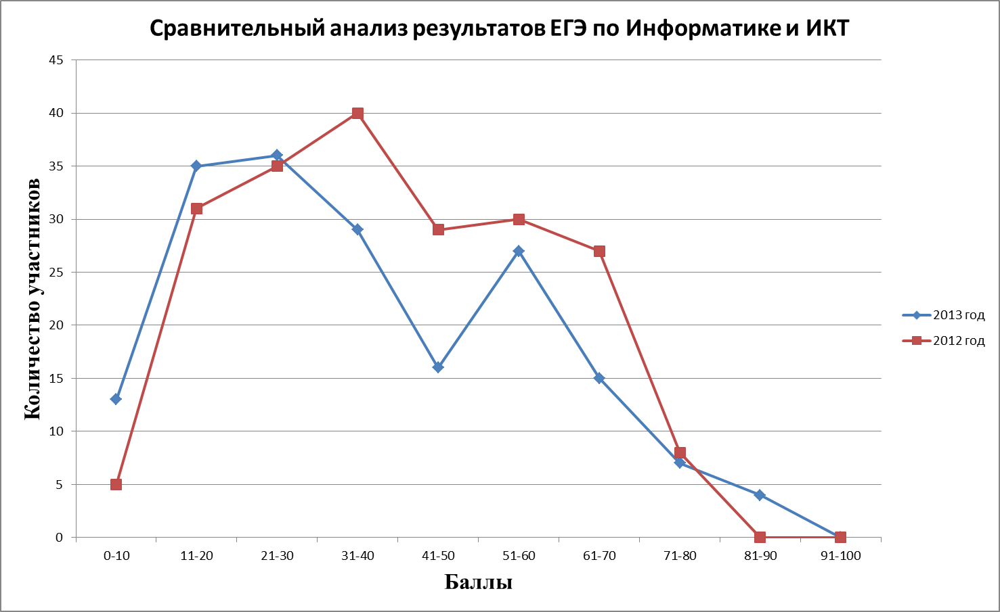 Сравнительный анализ результатов ЕГЭ по Информатике и ИКТ
45
40
35
30
25
20
15
10
5
0
Количество участников
0-10 11-20 21-30 31-40 41-50 51-60 61-70 71-80 81-90 91-100
Баллы
2013 год
2012 год